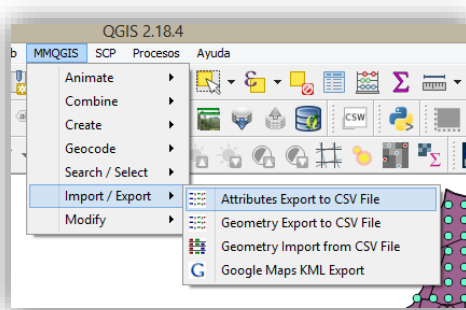 QGIS 2.18.4
MMQGIS SCP Procesos Ayuda
Animate
Combine
CSW
Create
Geocode
Search / Select
Import / Export
Attributes Export to CSV File
Modify
Geometry Export to CSV File
Geometry Import from CSV File
Google Maps KML Export